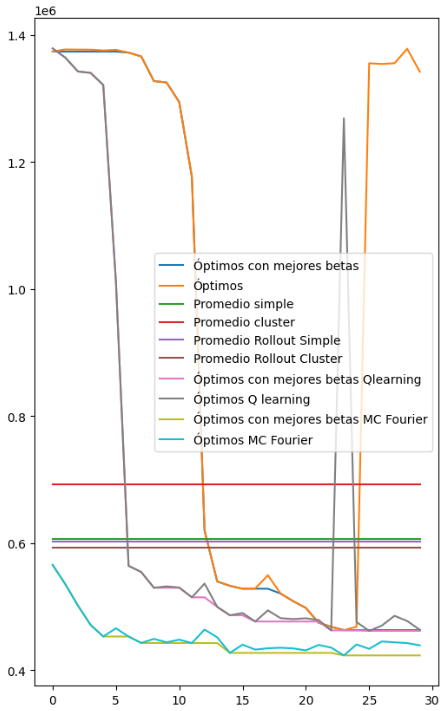 1e6
1.4
1.2
1.0
0.8
0.6
0.4
Óptimos con mejores betas
Óptimos
Promedio simple
Promedio cluster
Promedio Rollout Simple
Promedio Rollout Cluster
Óptimos con mejores betas Qlearning
Óptimos Q learning
Óptimos con mejores betas MC Fourier
Óptimos MC Fourier
0 5 10 15 20 25 30